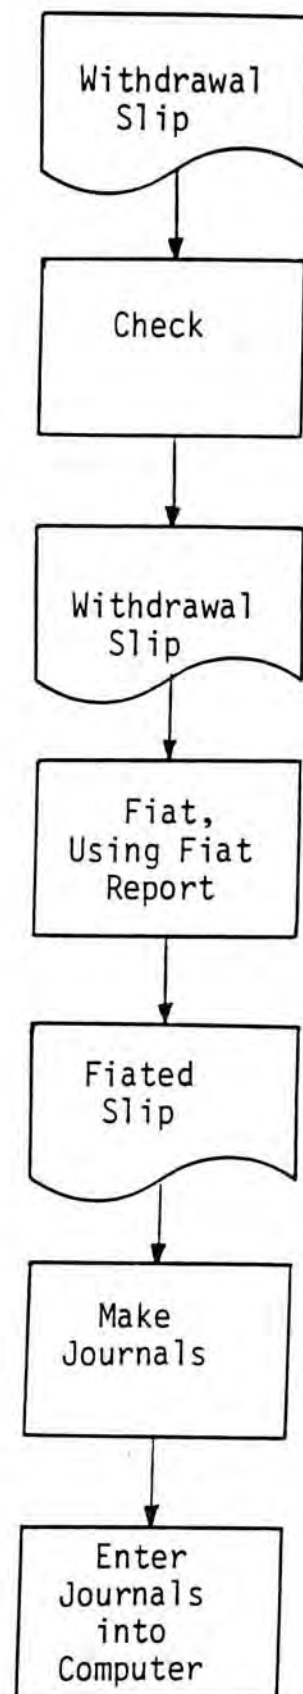 Withdrawal
Slip
Check
Withdrawal
Slip
Fiat,
Using Fiat
Report
Fiated
Slip
Make
Journals
Enter
Journals
into
Computer